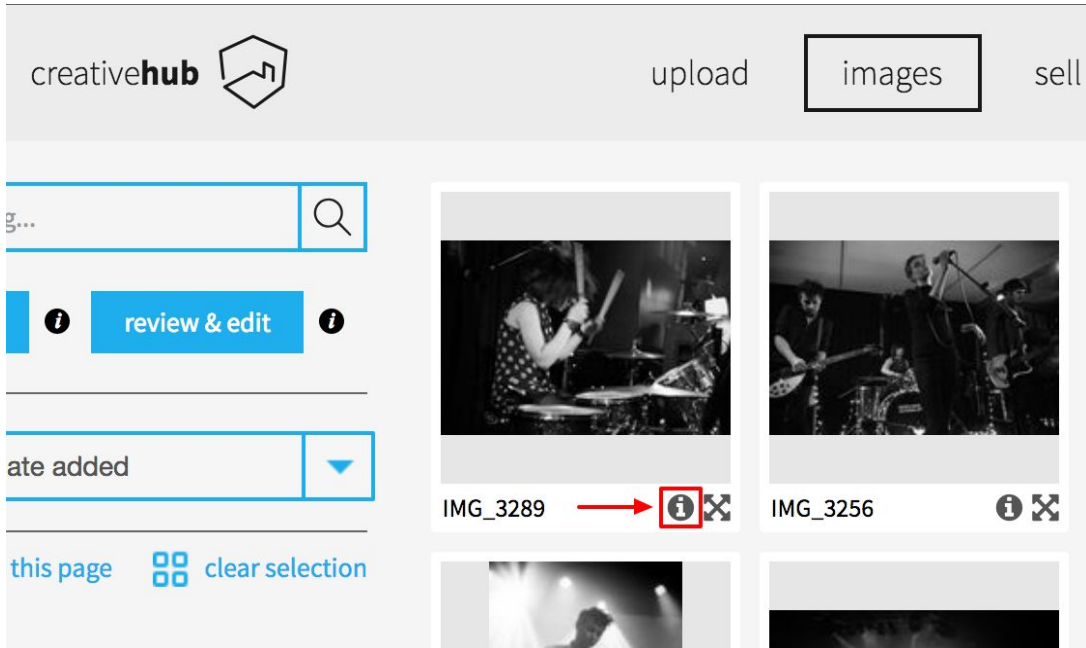 creativehub
upload
images
sell
g...
review & edit
ate added
IMG_3289
IMG_3256
this page
clear selection